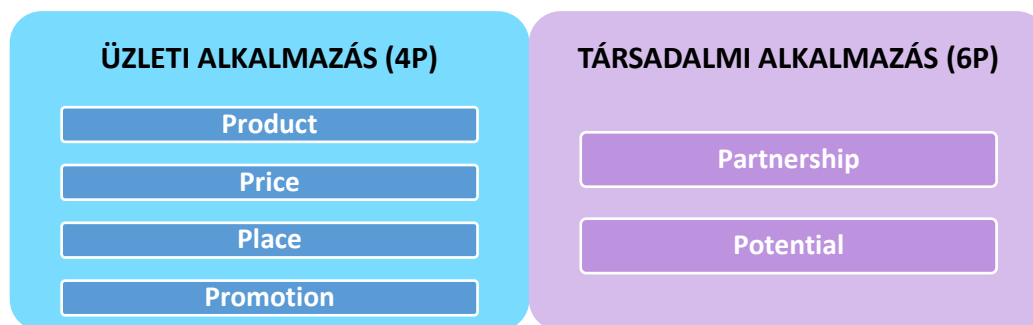 ÜZLETI ALKALMAZÁS (4P)
Product
Price
Place
Promotion
TÁRSADALMI ALKALMAZÁS (6P)
Partnership
Potential